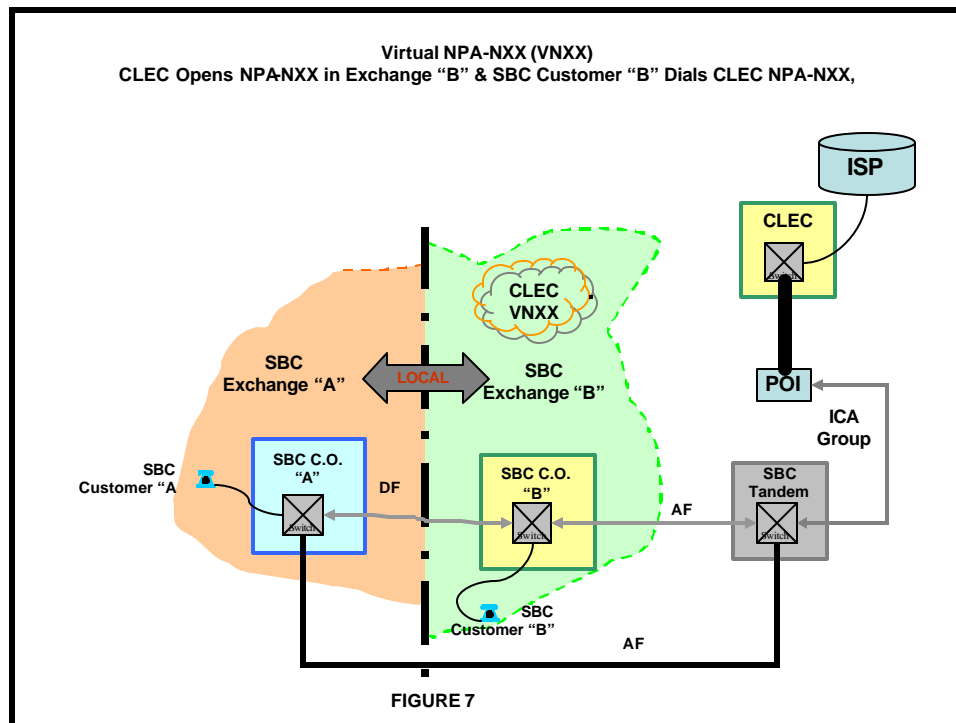 Virtual NPA-NXX (VNXX)
CLEC Opens NPA-NXX in Exchange “B” & SBC Customer “B” Dials CLEC NPA-NXX,
ISP
CLEC
Switch
CLEC
VNXX
SBC
Exchange “A”
LOCAL
SBC
Exchange “B”
POI
ICA
Group
SBC
Customer “A
SBC C.O.
“A”
Switch
DF
SBC C.O.
“B”
Switch
AF
SBC
Tandem
Switch
SBC
Customer “B”
AF
FIGURE 7